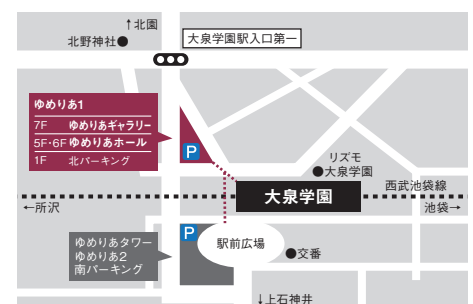 ↑北園
北野神社●
大泉学園駅入口第一
ゆめりあ1
7F ゆめりあギャラリー
5F･6F ゆめりあホール
1F 北パーキング
P
リズモ
●大泉学園
西武池袋線
大泉学園
←所沢
池袋→
P
ゆめりあタワー
ゆめりあ2
南パーキング
駅前広場
●交番
↓上石神井